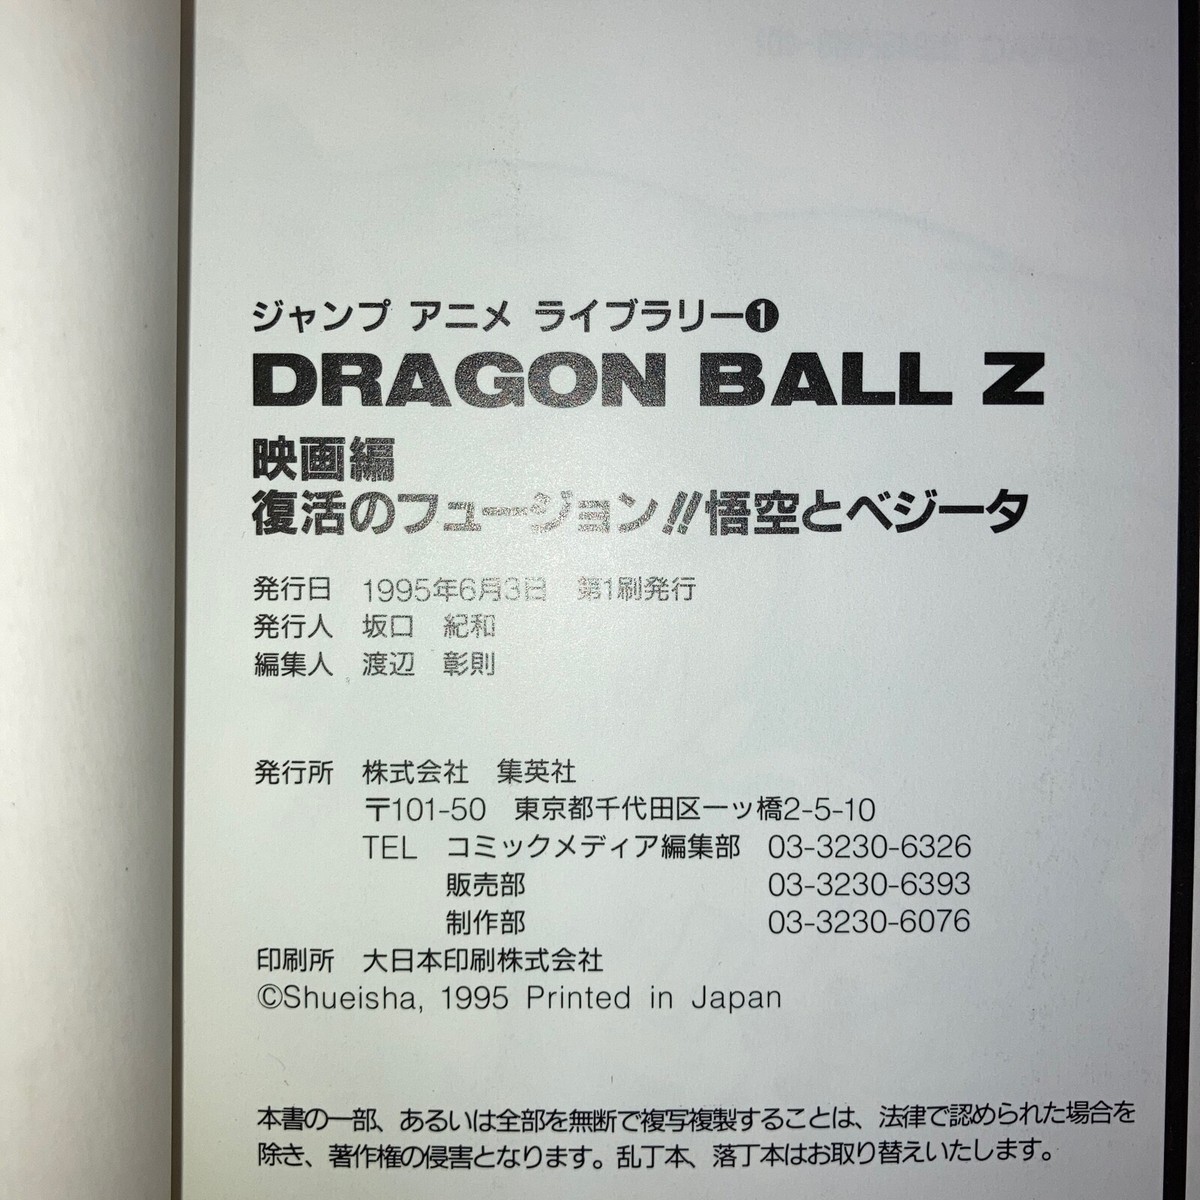 ジャンプ アニメ ライブラリー❶
DRAGON BALL Z
映画編
復活のフュージョン!!悟空とベジータ
発行日 1995年6月3日 第1刷発行
発行人 坂口 紀和
編集人 渡辺 彰則
発行所 株式会社 集英社
〒101-50 東京都千代田区一ッ橋2-5-10
TEL コミックメディア編集部 03-3230-6326
販売部 03-3230-6393
制作部 03-3230-6076
印刷所 大日本印刷株式会社
©Shueisha, 1995 Printed in Japan
本書の一部、あるいは全部を無断で複写複製することは、法律で認められた場合を
除き、著作権の侵害となります。乱丁本、落丁本はお取り替えいたします。